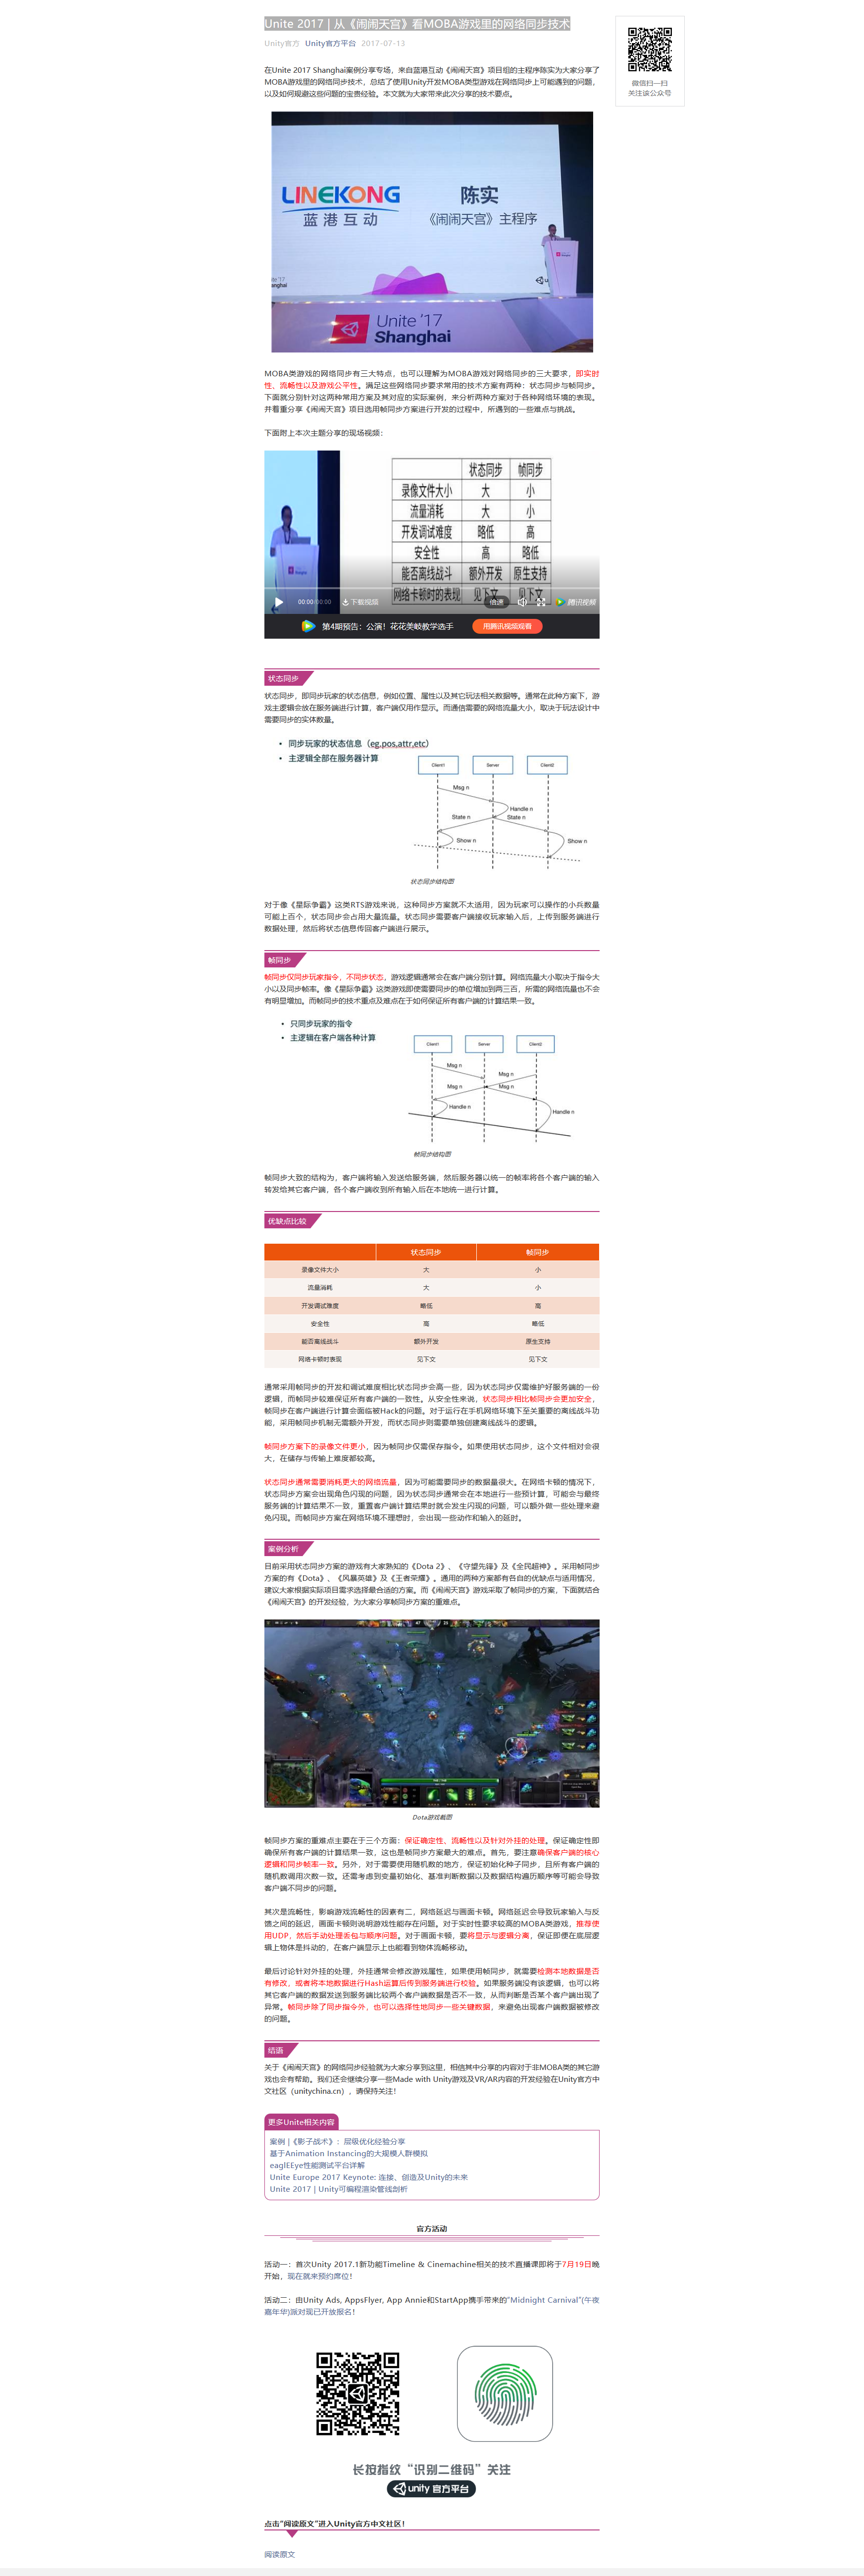 Unite 2017 | 从《闹闹天宫》看MOBA游戏里的网络同步技术
Unity官方 Unity官方平台 2017-07-13
微信扫一扫
关注该公众号
在Unite 2017 Shanghai案例分享专场，来自蓝港互动《闹闹天宫》项目组的主程序陈实为大家分享了
MOBA游戏里的网络同步技术，总结了使用Unity开发MOBA类型游戏在网络同步上可能遇到的问题，
以及如何规避这些问题的宝贵经验。本文就为大家带来此次分享的技术要点。
LINEKONG
蓝港互动
陈实
《闹闹天宫》主程序
Unite '17
Shanghai
MOBA类游戏的网络同步有三大特点，也可以理解为MOBA游戏对网络同步的三大要求，即实时
性、流畅性以及游戏公平性。满足这些网络同步要求常用的技术方案有两种：状态同步与帧同步。
下面就分别针对这两种常用方案及其对应的实际案例，来分析两种方案对于各种网络环境的表现。
并着重分享《闹闹天宫》项目选用帧同步方案进行开发的过程中，所遇到的一些难点与挑战。
下面附上本次主题分享的现场视频：
状态同步 帧同步
录像文件大小 大 小
流量消耗 大 小
开发调试难度 略低 高
安全性 高 略低
能否离线战斗 额外开发 原生支持
网络卡顿时的表现 见下文 见下文
00:00/00:00 下载视频 倍速 腾讯视频
第4期预告：公演！花花美岐教学选手 用腾讯视频观看
状态同步
状态同步，即同步玩家的状态信息，例如位置、属性以及其它玩法相关数据等。通常在此种方案下，游
戏主逻辑会放在服务端进行计算，客户端仅用作显示。而通信需要的网络流量大小，取决于玩法设计中
需要同步的实体数量。
• 同步玩家的状态信息（eg.pos,attr,etc）
• 主逻辑全部在服务器计算
Client1 Server Client2
Msg n
Handle n
State n State n
Show n Show n
状态同步结构图
对于像《星际争霸》这类RTS游戏来说，这种同步方案就不太适用，因为玩家可以操作的小兵数量
可能上百个，状态同步会占用大量流量。状态同步需要客户端接收玩家输入后，上传到服务端进行
数据处理，然后将状态信息传回客户端进行展示。
帧同步
帧同步仅同步玩家指令，不同步状态，游戏逻辑通常会在客户端分别计算。网络流量大小取决于指令大
小以及同步帧率。像《星际争霸》这类游戏即便需要同步的单位增加到两三百，所需的网络流量也不会
有明显增加。而帧同步的技术重点及难点在于如何保证所有客户端的计算结果一致。
• 只同步玩家的指令
• 主逻辑在客户端各种计算
Client1 Server Client2
Msg n
Msg n
Msg n Msg n
Handle n
Handle n
帧同步结构图
帧同步大致的结构为，客户端将输入发送给服务端，然后服务器以统一的帧率将各个客户端的输入
转发给其它客户端，各个客户端收到所有输入后在本地统一进行计算。
优缺点比较
状态同步 帧同步
录像文件大小 大 小
流量消耗 大 小
开发调试难度 略低 高
安全性 高 略低
能否离线战斗 额外开发 原生支持
网络卡顿时表现 见下文 见下文
通常采用帧同步的开发和调试难度相比状态同步会高一些，因为状态同步仅需维护好服务端的一份
逻辑，而帧同步较难保证所有客户端的一致性。从安全性来说，状态同步相比帧同步会更加安全，
帧同步在客户端进行计算会面临被Hack的问题。对于运行在手机网络环境下至关重要的离线战斗功
能，采用帧同步机制无需额外开发，而状态同步则需要单独创建离线战斗的逻辑。
帧同步方案下的录像文件更小，因为帧同步仅需保存指令。如果使用状态同步，这个文件相对会很
大，在储存与传输上难度都较高。
状态同步通常需要消耗更大的网络流量，因为可能需要同步的数据量很大。在网络卡顿的情况下，
状态同步方案会出现角色闪现的问题，因为状态同步通常会在本地进行一些预计算，可能会与最终
服务端的计算结果不一致，重置客户端计算结果时就会发生闪现的问题，可以额外做一些处理来避
免闪现。而帧同步方案在网络环境不理想时，会出现一些动作和输入的延时。
案例分析
目前采用状态同步方案的游戏有大家熟知的《Dota 2》、《守望先锋》及《全民超神》。采用帧同步
方案的有《Dota》、《风暴英雄》及《王者荣耀》。通用的两种方案都有各自的优缺点与适用情况，
建议大家根据实际项目需求选择最合适的方案。而《闹闹天宫》游戏采取了帧同步的方案，下面就结合
《闹闹天宫》的开发经验，为大家分享帧同步方案的重难点。
Dota游戏截图
帧同步方案的重难点主要在于三个方面：保证确定性、流畅性以及针对外挂的处理。保证确定性即
确保所有客户端的计算结果一致，这也是帧同步方案最大的难点。首先，要注意确保客户端的核心
逻辑和同步帧率一致。另外，对于需要使用随机数的地方，保证初始化种子同步，且所有客户端的
随机数调用次数一致。还需考虑到变量初始化、基准判断数据以及数据结构遍历顺序等可能会导致
客户端不同步的问题。
其次是流畅性，影响游戏流畅性的因素有二，网络延迟与画面卡顿。网络延迟会导致玩家输入与反
馈之间的延迟，画面卡顿则说明游戏性能存在问题。对于实时性要求较高的MOBA类游戏，推荐使
用UDP，然后手动处理丢包与顺序问题。对于画面卡顿，要将显示与逻辑分离，保证即便在底层逻
辑上物体是抖动的，在客户端显示上也能看到物体流畅移动。
最后讨论针对外挂的处理，外挂通常会修改游戏属性，如果使用帧同步，就需要检测本地数据是否
有修改，或者将本地数据进行Hash运算后传到服务端进行校验。如果服务端没有该逻辑，也可以将
其它客户端的数据发送到服务端比较两个客户端数据是否不一致，从而判断是否某个客户端出现了
异常。帧同步除了同步指令外，也可以选择性地同步一些关键数据，来避免出现客户端数据被修改
的问题。
结语
关于《闹闹天宫》的网络同步经验就为大家分享到这里，相信其中分享的内容对于非MOBA类的其它游
戏也会有帮助。我们还会继续分享一些Made with Unity游戏及VR/AR内容的开发经验在Unity官方中
文社区（unitychina.cn），请保持关注！
更多Unite相关内容
案例 |《影子战术》：层级优化经验分享
基于Animation Instancing的大规模人群模拟
eaglEEye性能测试平台详解
Unite Europe 2017 Keynote: 连接、创造及Unity的未来
Unite 2017 | Unity可编程渲染管线剖析
官方活动
活动一：首次Unity 2017.1新功能Timeline & Cinemachine相关的技术直播课即将于7月19日晚
开始，现在就来预约席位！
活动二：由Unity Ads, AppsFlyer, App Annie和StartApp携手带来的“Midnight Carnival”(午夜
嘉年华)派对现已开放报名！
长按指纹“识别二维码”关注
unity 官方平台
点击“阅读原文”进入Unity官方中文社区！
阅读原文